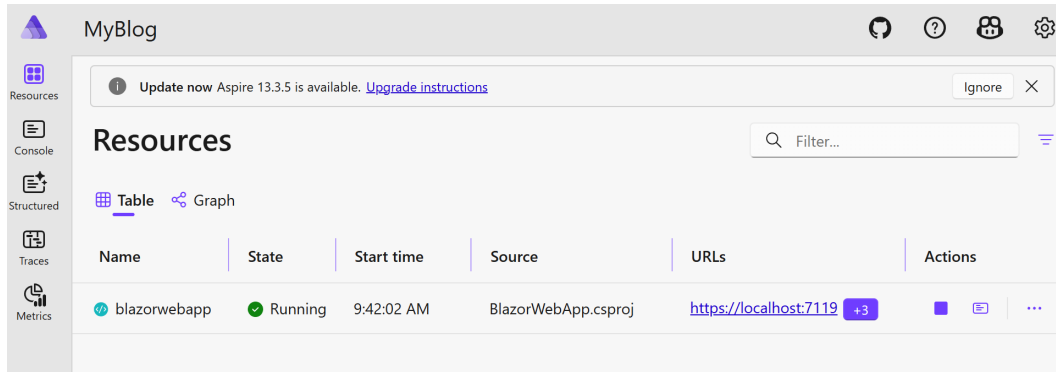 MyBlog
Update now Aspire 13.3.5 is available. Upgrade instructions
Ignore
Resources
Console
Structured
Traces
Metrics
Resources
Filter...
Table Graph
Name State Start time Source URLs Actions
blazorwebapp Running 9:42:02 AM BlazorWebApp.csproj https://localhost:7119 +3